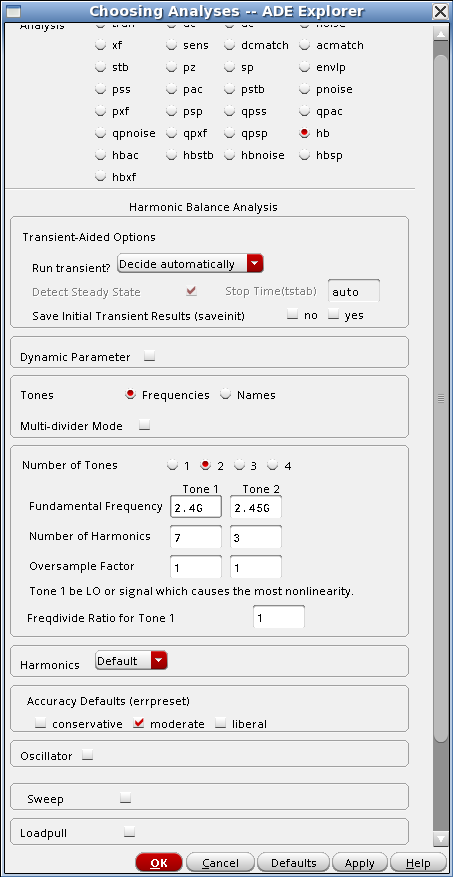 Choosing Analyses -- ADE Explorer
Analysis tran dc ac noise
xf sens dcmatch acmatch
stb pz sp envlp
pss pac pstb pnoise
pxf psp qpss qpac
qpnoise qpxf qpsp hb
hbac hbstb hbnoise hbsp
hbxf
Harmonic Balance Analysis
Transient-Aided Options
Run transient? Decide automatically
Detect Steady State Stop Time(tstab) auto
Save Initial Transient Results (saveinit) no yes
Dynamic Parameter
Tones Frequencies Names
Multi-divider Mode
Number of Tones 1 2 3 4
Tone 1 Tone 2
Fundamental Frequency 2.4G 2.45G
Number of Harmonics 7 3
Oversample Factor 1 1
Tone 1 be LO or signal which causes the most nonlinearity.
Freqdivide Ratio for Tone 1 1
Harmonics Default
Accuracy Defaults (errpreset)
conservative moderate liberal
Oscillator
Sweep
Loadpull
OK Cancel Defaults Apply Help